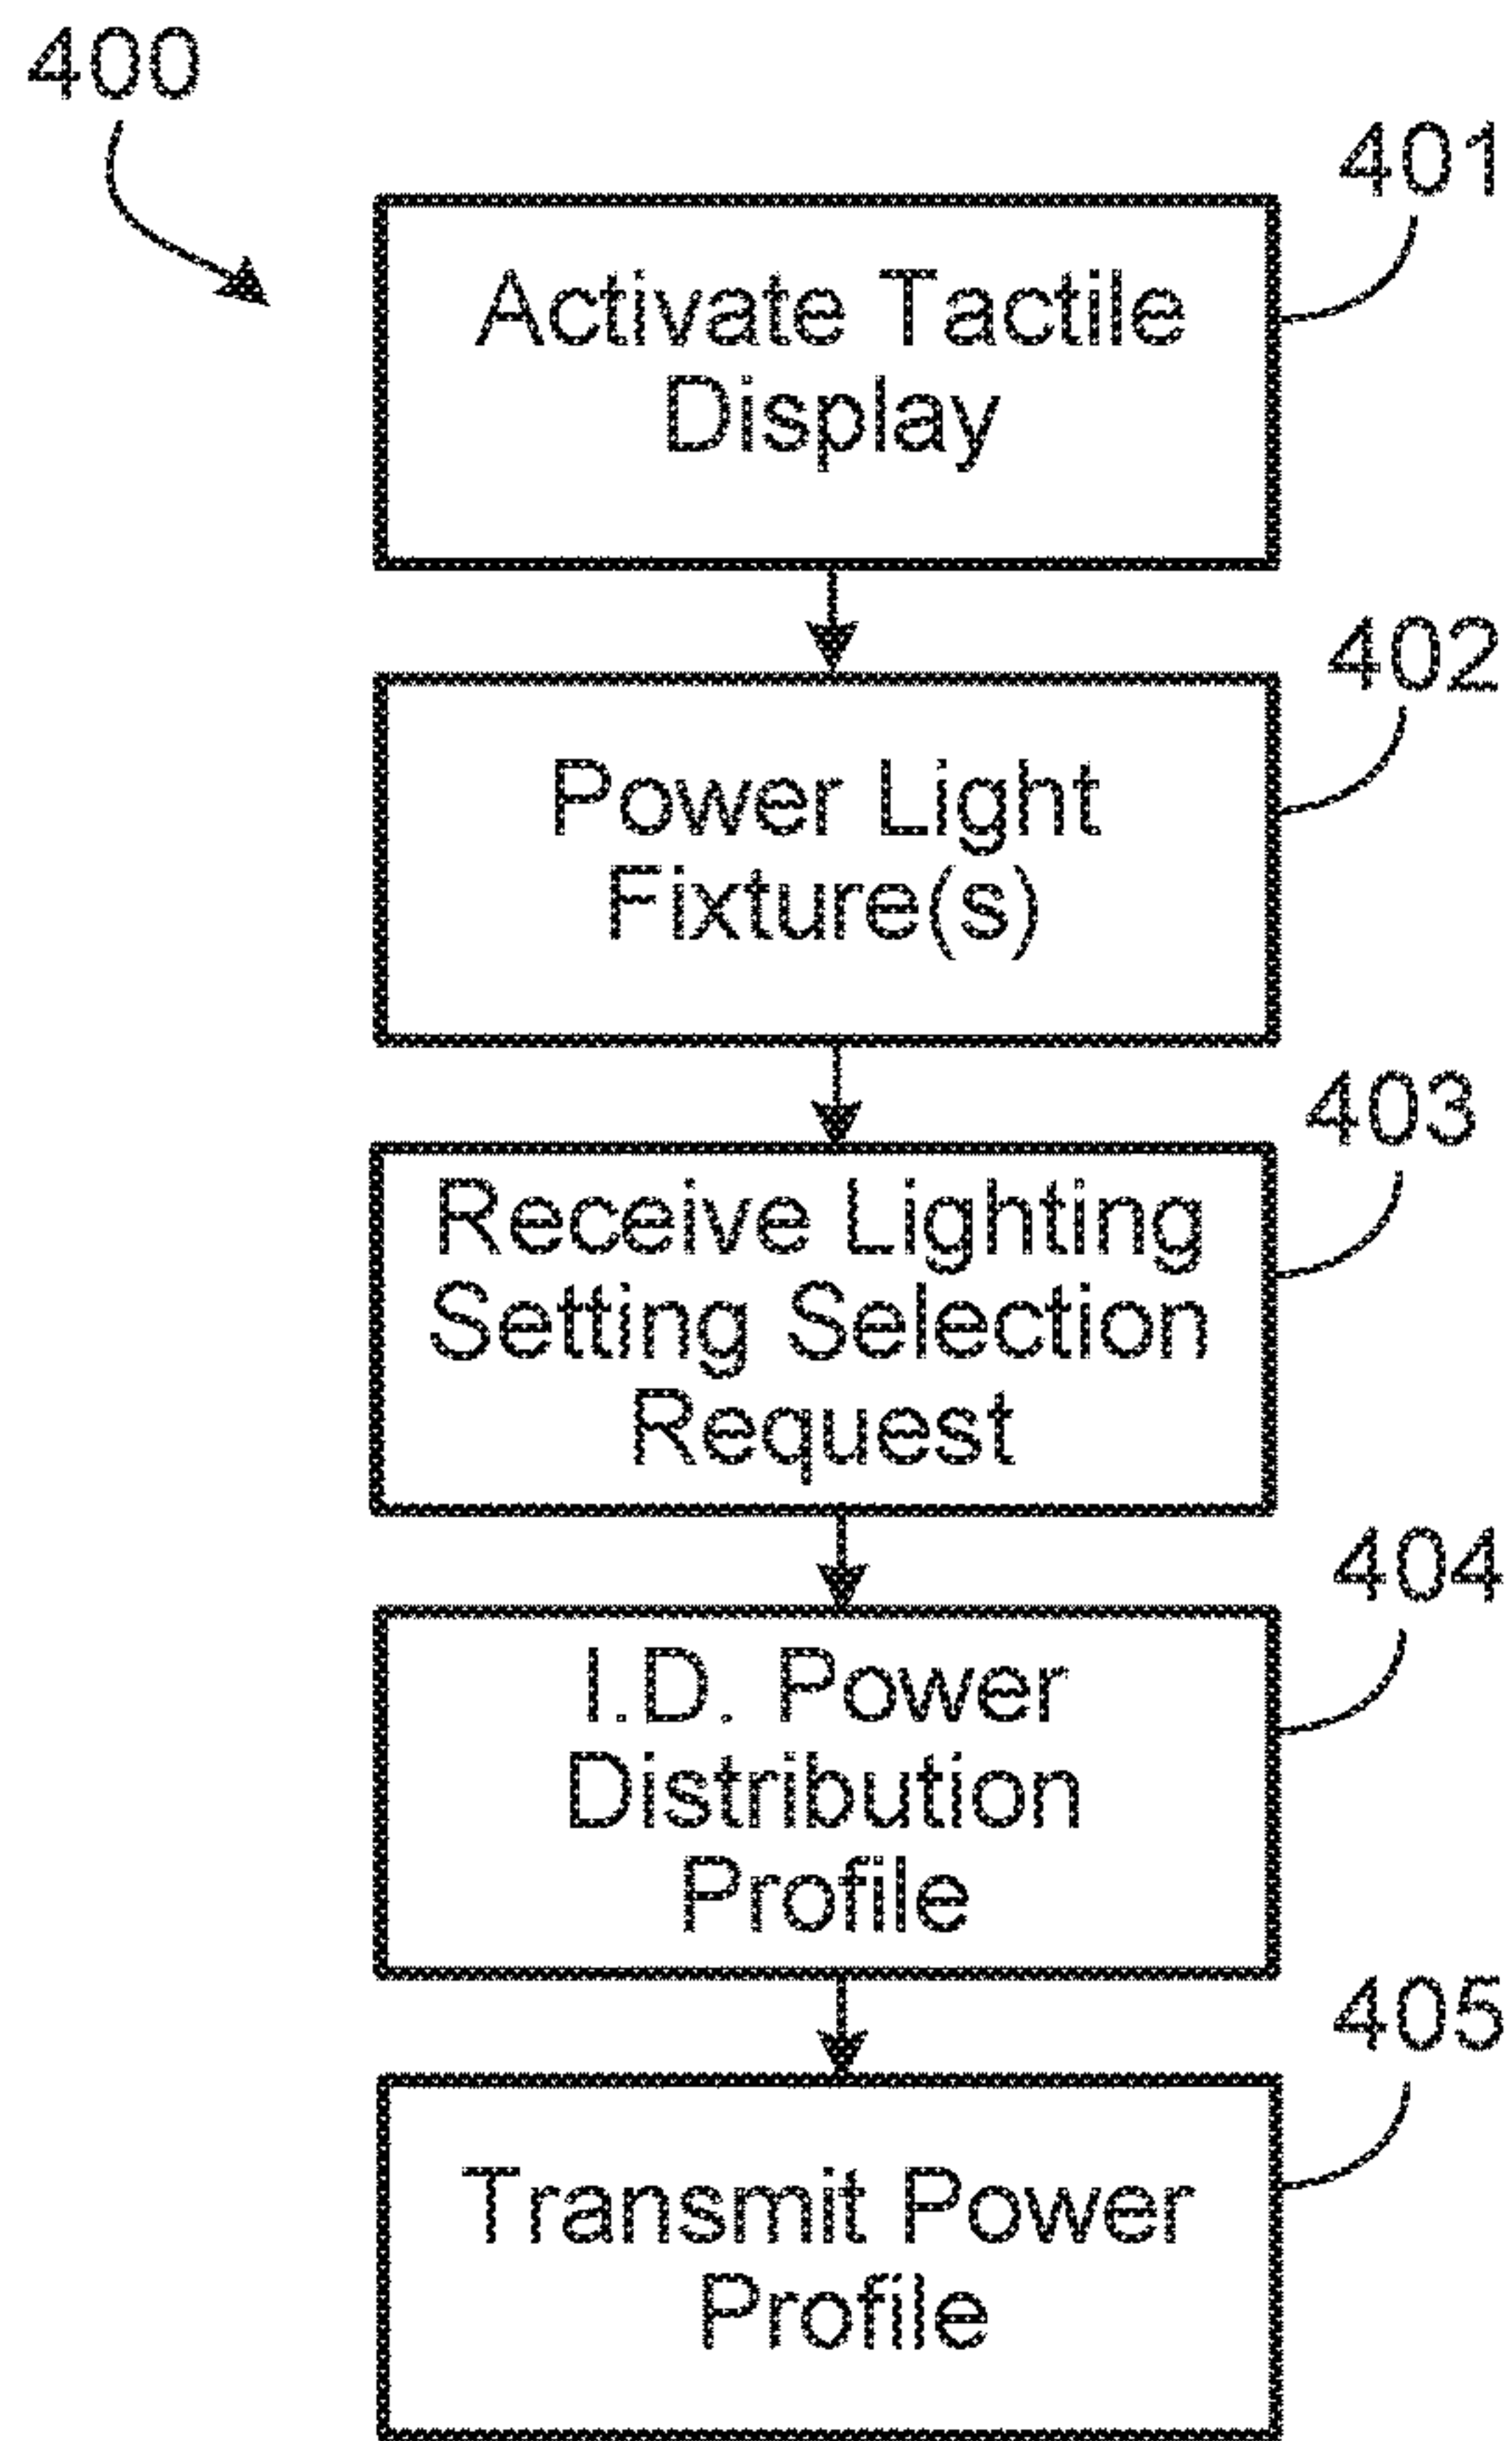 400
401
Activate Tactile
Display
402
Power Light
Fixture(s)
403
Receive Lighting
Setting Selection
Request
404
I.D. Power
Distribution
Profile
405
Transmit Power
Profile